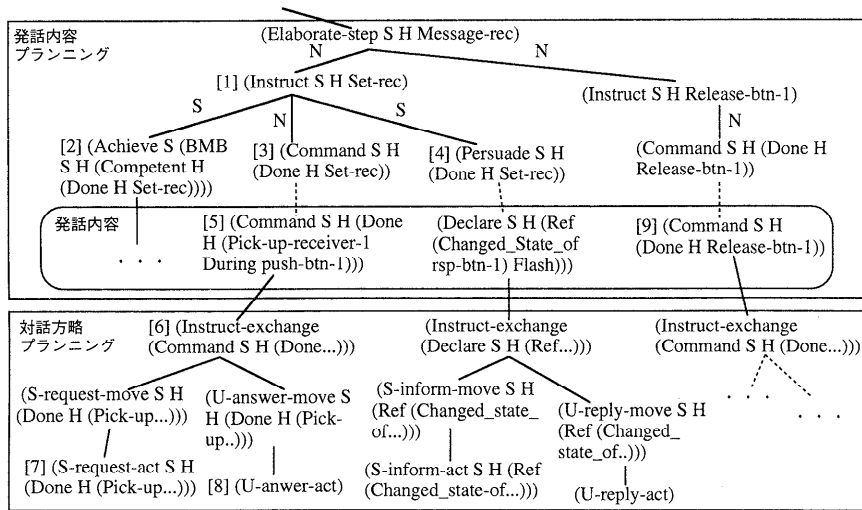 発話内容
プランニング
(Elaborate-step S H Message-rec)
N
N
[1] (Instruct S H Set-rec)
(Instruct S H Release-btn-1)
S
N
S
N
[2] (Achieve S (BMB
S H (Competent H
(Done H Set-rec))))
[3] (Command S H
(Done H Set-rec))
[4] (Persuade S H
(Done H Set-rec))
(Command S H (Done H
Release-btn-1))
発話内容
. . .
[5] (Command S H (Done
H (Pick-up-receiver-1
During push-btn-1)))
(Declare S H (Ref
(Changed_State_of
rsp-btn-1) Flash)))
[9] (Command S H
(Done H Release-btn-1))
対話方略
プランニング
[6] (Instruct-exchange
(Command S H (Done...)))
(Instruct-exchange
(Declare S H (Ref...)))
(Instruct-exchange
(Command S H (Done...)))
(S-request-move S H
(Done H (Pick-up...)))
(U-answer-move S
H (Done H (Pick-
up..)))
(S-inform-move S H
(Ref (Changed_state_
of...)))
(U-reply-move S H
(Ref (Changed_
state_of..)))
. . .
. . .
[7] (S-request-act S H
(Done H (Pick-up...)))
[8] (U-anwer-act)
(S-inform-act S H (Ref
(Changed_state-of...)))
(U-reply-act)